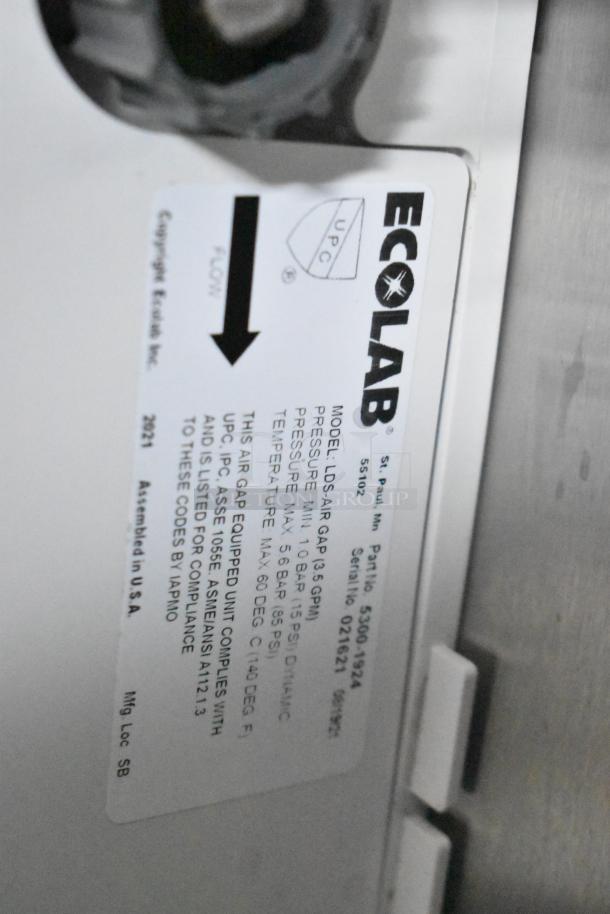 ECOLAB®
St. Paul, Mn
55102
Part No. 5300-1924
Serial No. 021621 08/19/21
UPC
®
FLOW
MODEL: LDS-AIR GAP (3.5 GPM)
PRESSURE MIN. 1.0 BAR (15 PSI) DYNAMIC
PRESSURE MAX. 5.6 BAR (85 PSI)
TEMPERATURE MAX 60 DEG. C (140 DEG. F)
THIS AIR GAP EQUIPPED UNIT COMPLIES WITH
UPC, IPC, ASSE 1055E, ASME/ANSI A112.1.3
AND IS LISTED FOR COMPLIANCE
TO THESE CODES BY IAPMO
Copyright Ecolab Inc. 2021 Assembled in U.S.A. Mfg. Loc SB